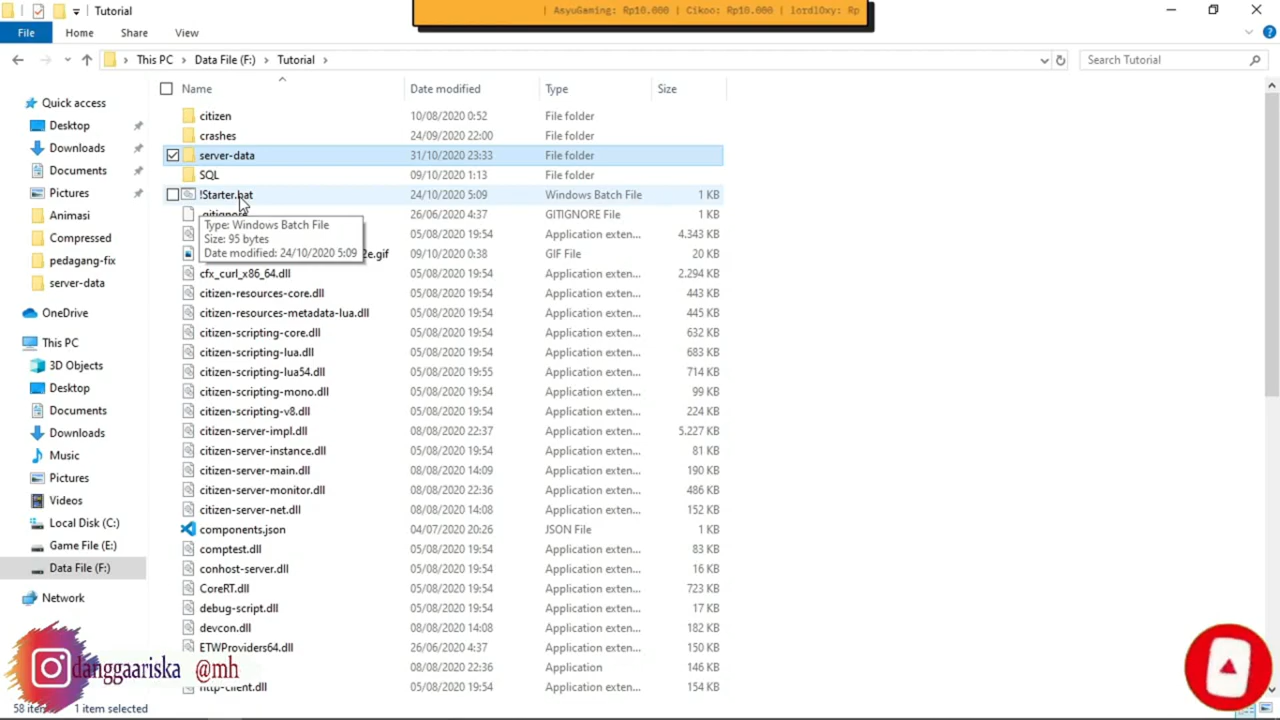 Tutorial
| AsyuGaming: Rp10.000 | Cikoo: Rp10.000 | lordl0xy: Rp
File Home Share View
This PC Data File (F:) Tutorial Search Tutorial
Name Date modified Type Size
Quick access
Desktop
Downloads
Documents
Pictures
Animasi
Compressed
pedagang-fix
server-data
OneDrive
This PC
3D Objects
Desktop
Documents
Downloads
Music
Pictures
Videos
Local Disk (C:)
Game File (E:)
Data File (F:)
Network
citizen 10/08/2020 0:52 File folder
crashes 24/09/2020 22:00 File folder
server-data 31/10/2020 23:33 File folder
SQL 09/10/2020 1:13 File folder
!Starter.bat 24/10/2020 5:09 Windows Batch File 1 KB
.gitignore 26/06/2020 4:37 GITIGNORE File 1 KB
Type: Windows Batch File
Size: 95 bytes
Date modified: 24/10/2020 5:09
05/08/2020 19:54 Application exten... 4.343 KB
2e.gif 09/10/2020 0:38 GIF File 20 KB
cfx_curl_x86_64.dll 05/08/2020 19:54 Application exten... 2.294 KB
citizen-resources-core.dll 05/08/2020 19:54 Application exten... 443 KB
citizen-resources-metadata-lua.dll 05/08/2020 19:54 Application exten... 445 KB
citizen-scripting-core.dll 05/08/2020 19:54 Application exten... 632 KB
citizen-scripting-lua.dll 05/08/2020 19:54 Application exten... 683 KB
citizen-scripting-lua54.dll 05/08/2020 19:55 Application exten... 714 KB
citizen-scripting-mono.dll 05/08/2020 19:54 Application exten... 99 KB
citizen-scripting-v8.dll 05/08/2020 19:54 Application exten... 224 KB
citizen-server-impl.dll 08/08/2020 22:37 Application exten... 5.227 KB
citizen-server-instance.dll 05/08/2020 19:54 Application exten... 81 KB
citizen-server-main.dll 08/08/2020 14:09 Application exten... 190 KB
citizen-server-monitor.dll 08/08/2020 22:36 Application exten... 486 KB
citizen-server-net.dll 08/08/2020 14:08 Application exten... 152 KB
components.json 04/07/2020 20:26 JSON File 1 KB
comptest.dll 05/08/2020 19:54 Application exten... 83 KB
conhost-server.dll 05/08/2020 19:54 Application exten... 16 KB
CoreRT.dll 05/08/2020 19:54 Application exten... 723 KB
debug-script.dll 05/08/2020 19:54 Application exten... 17 KB
devcon.dll 08/08/2020 14:08 Application exten... 182 KB
ETWProviders64.dll 26/06/2020 4:37 Application exten... 150 KB
08/08/2020 22:36 Application 146 KB
http-client.dll 05/08/2020 19:54 Application exten... 154 KB
danggaariska @mh
58 items 1 item selected